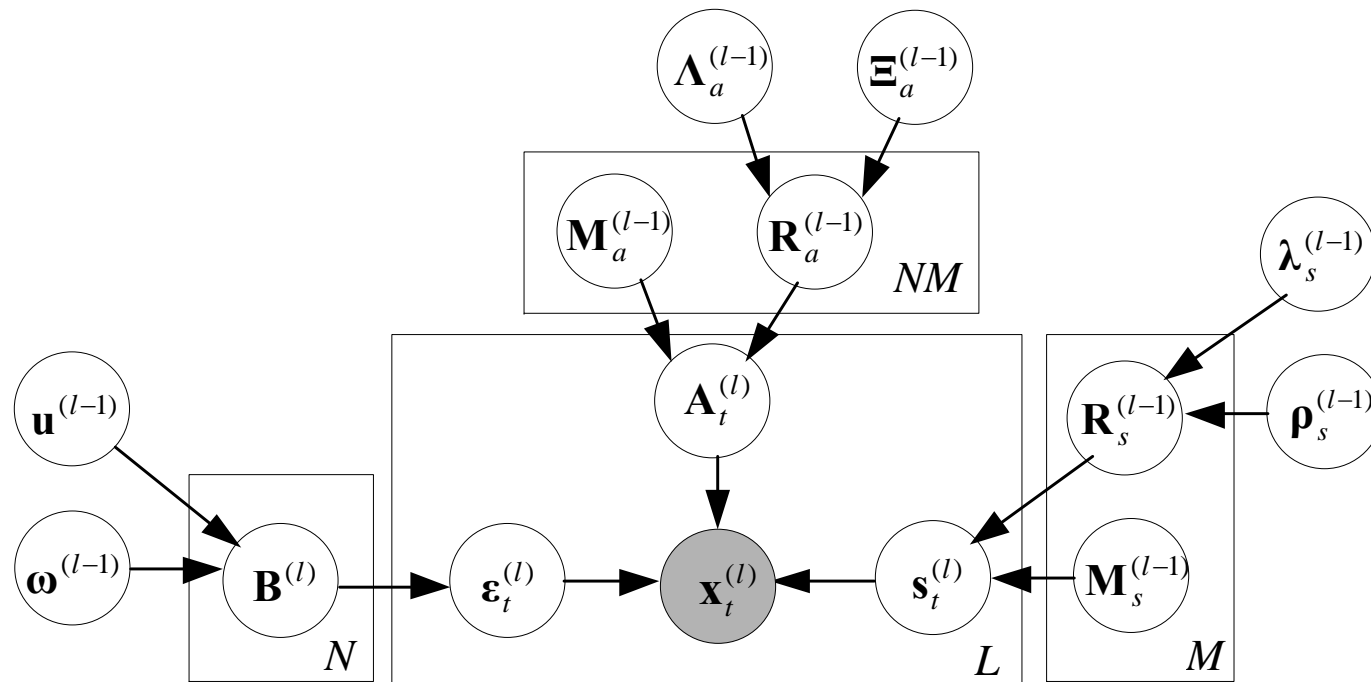 Λ_a^(l−1) Ξ_a^(l−1)
M_a^(l−1) R_a^(l−1)
NM
λ_s^(l−1)
A_t^(l)
u^(l−1) R_s^(l−1) ρ_s^(l−1)
ω^(l−1) B^(l) ε_t^(l) x_t^(l) s_t^(l) M_s^(l−1)
N L M